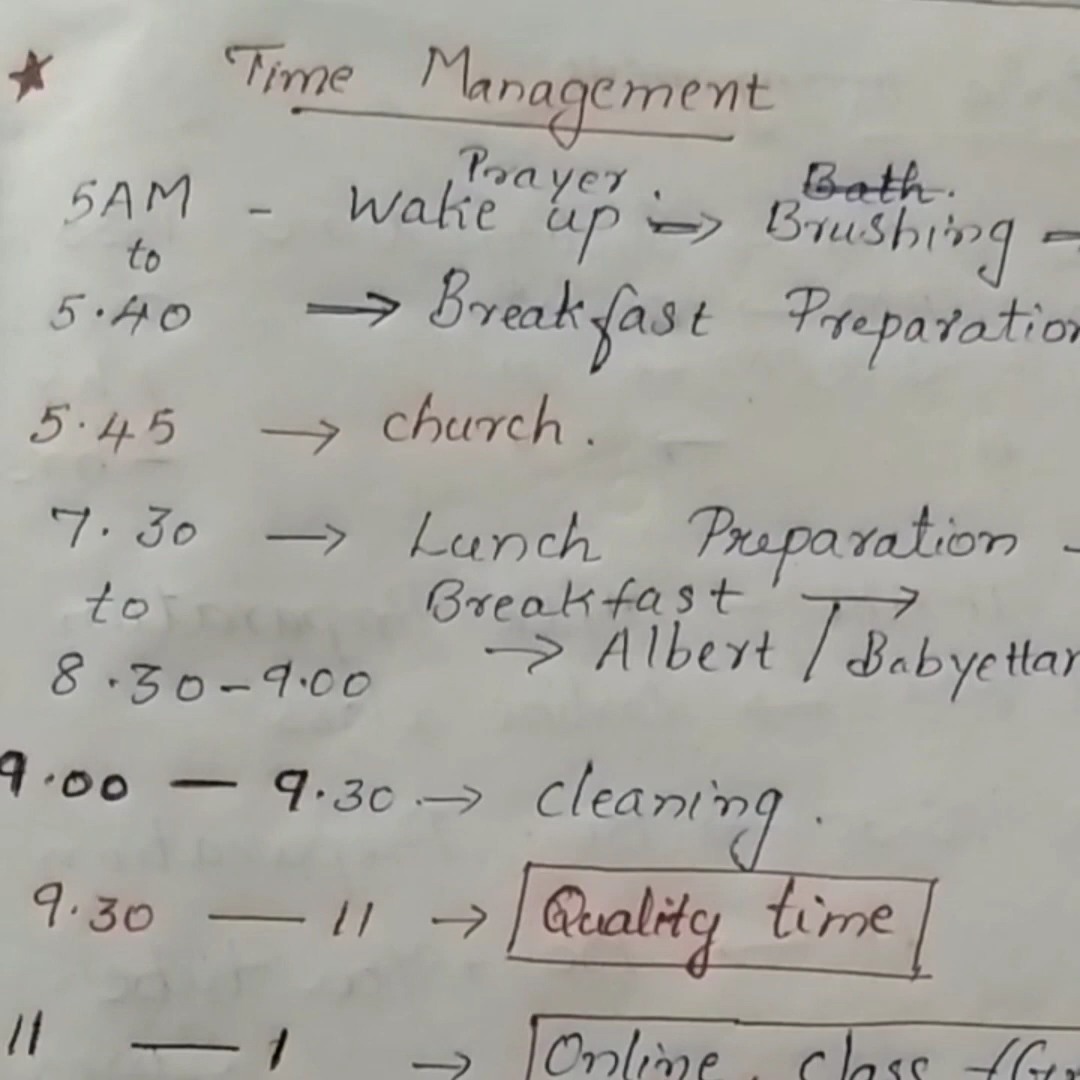 ★ Time Management
Prayer. Bath.
5AM - Wake up → Brushing -
to
5.40 → Breakfast Preparation
5.45 → church.
7.30 → Lunch Preparation -
to Breakfast →
→ Albert / Babyettan
8.30-9.00
9.00 — 9.30 → cleaning.
9.30 — 11 → Quality time
11 — 1 → Online class